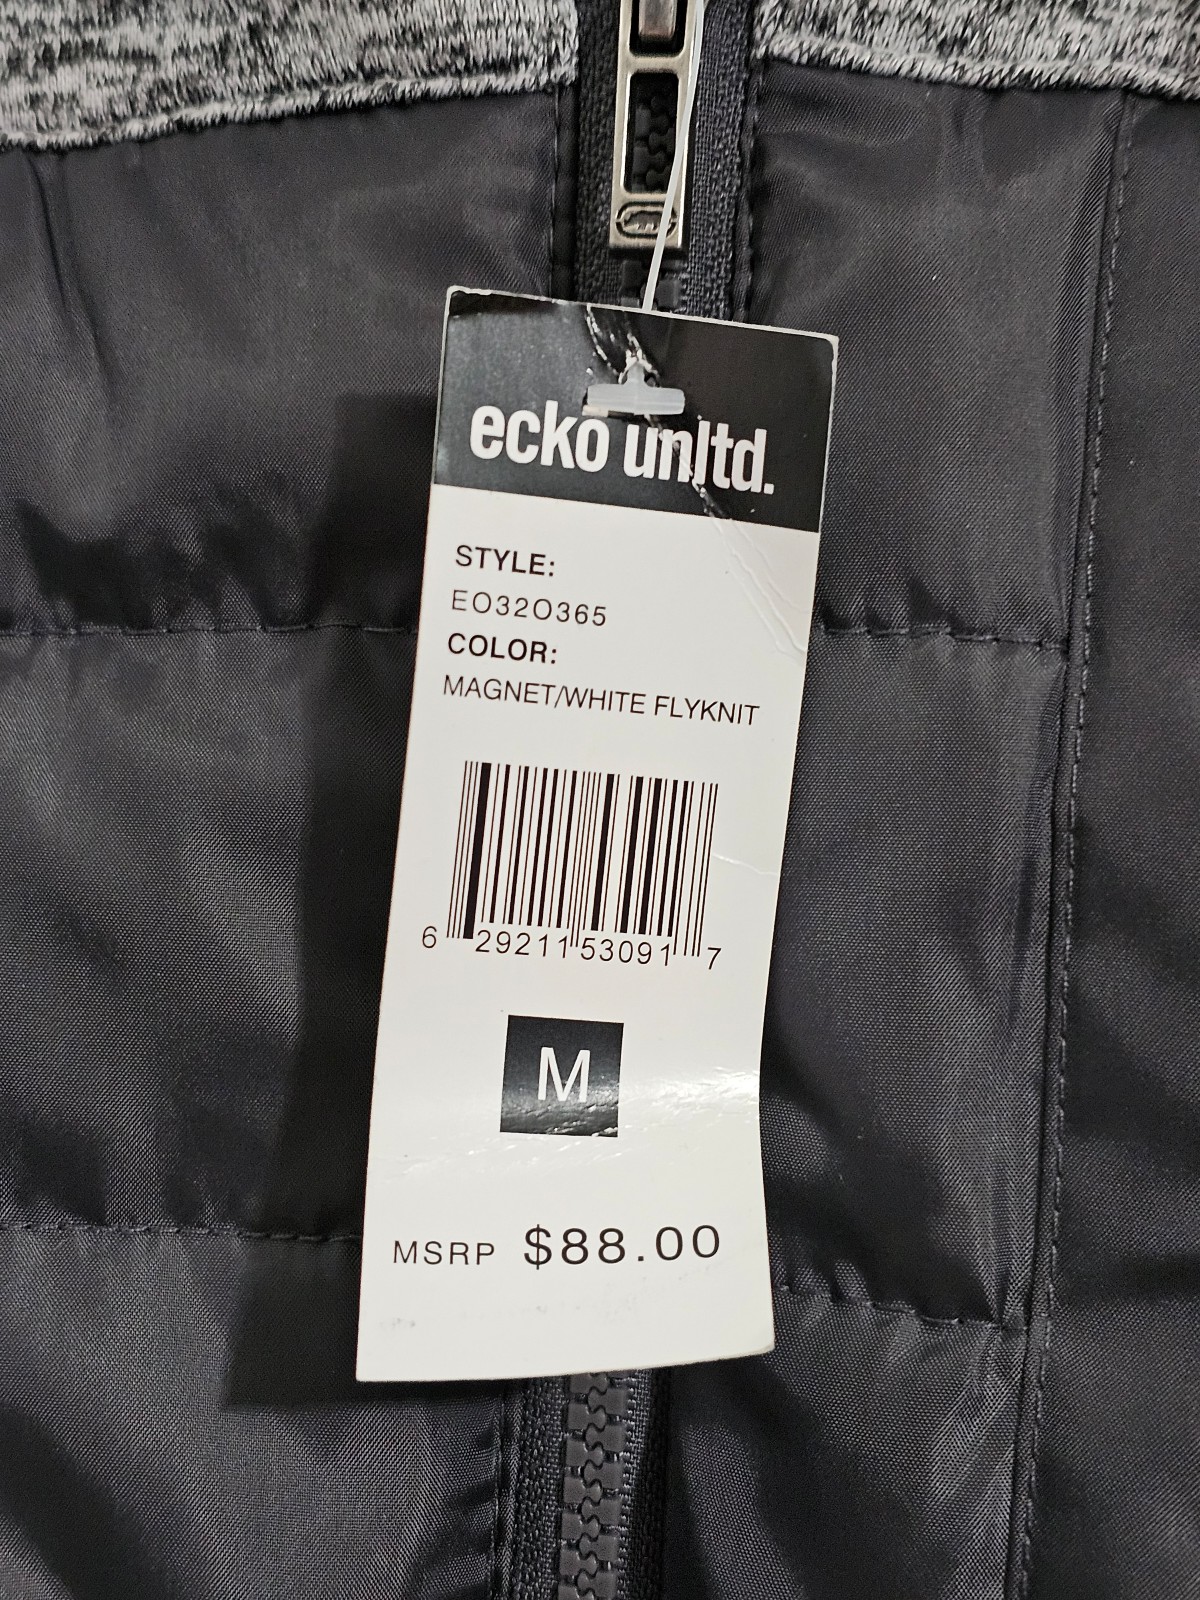 ecko unltd.
STYLE:
EO32O365
COLOR:
MAGNET/WHITE FLYKNIT
6 29211 53091 7
M
MSRP $88.00